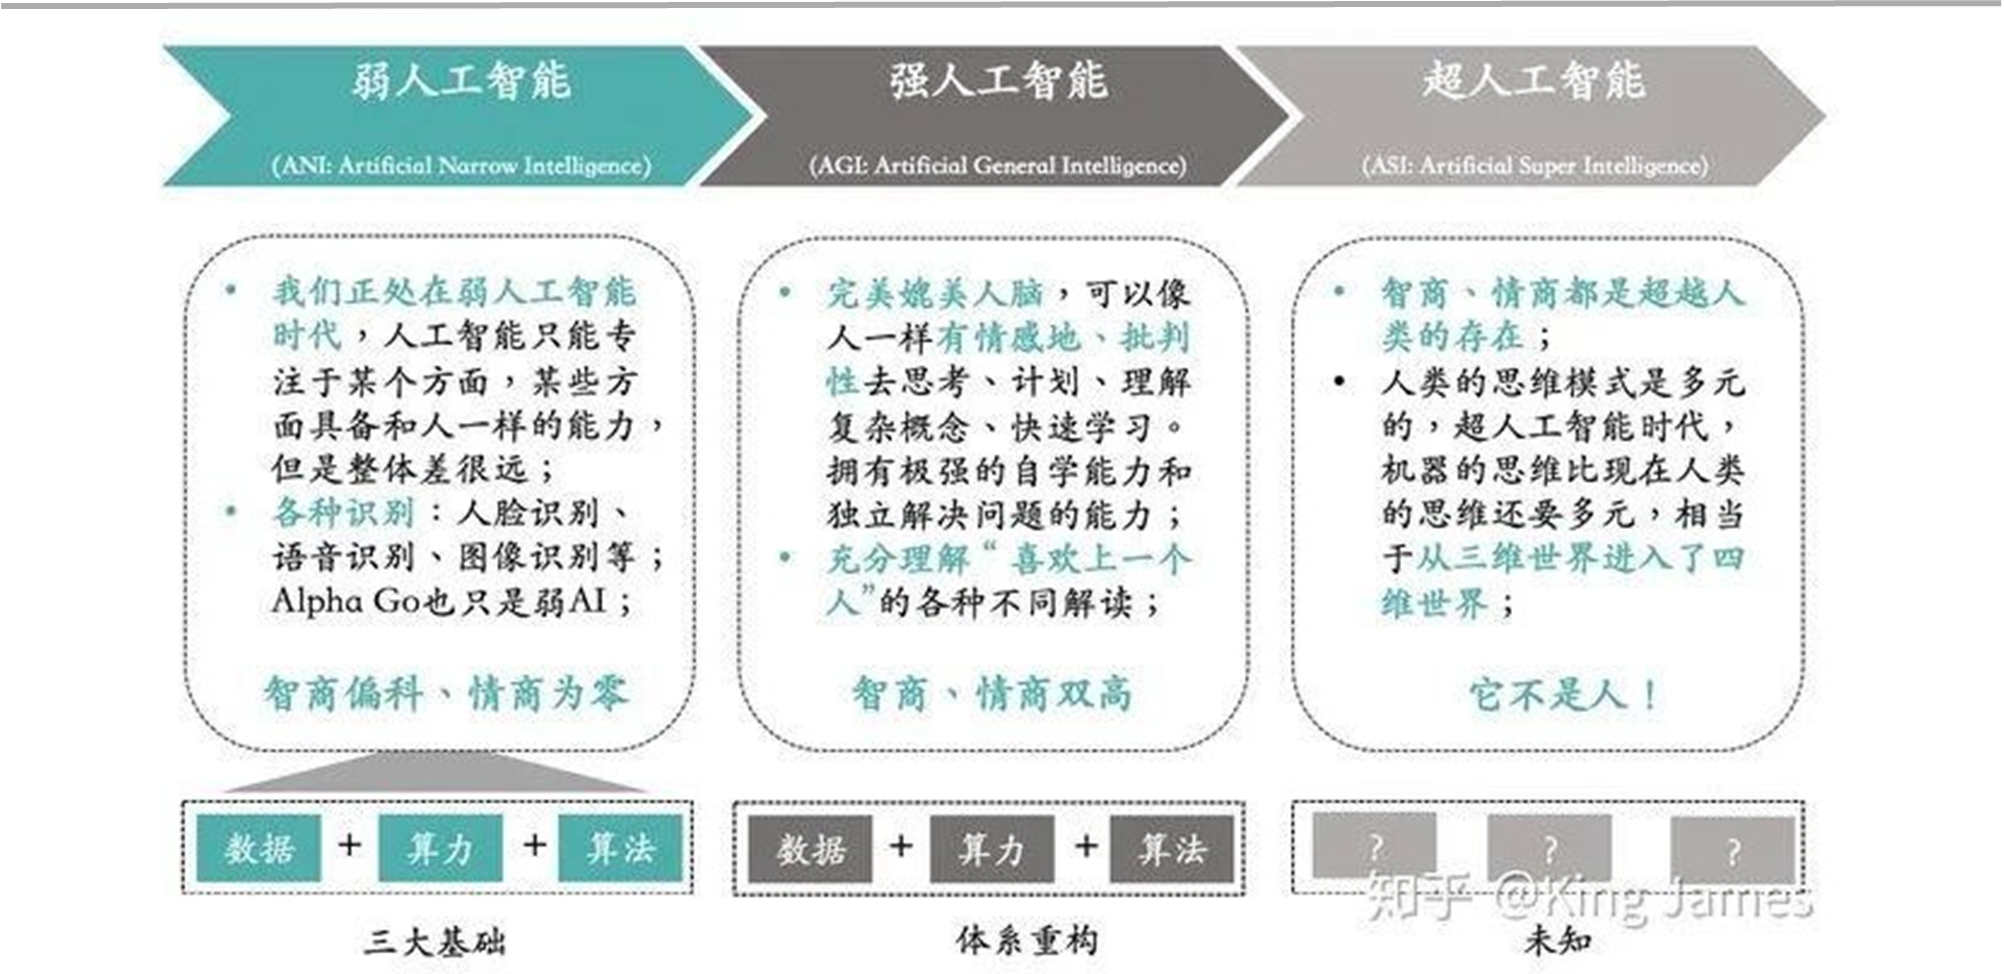 弱人工智能
(ANI: Artificial Narrow Intelligence)
强人工智能
(AGI: Artificial General Intelligence)
超人工智能
(ASI: Artificial Super Intelligence)
• 我们正处在弱人工智能
时代，人工智能只能专
注于某个方面，某些方
面具备和人一样的能力，
但是整体差很远；
• 各种识别：人脸识别、
语音识别、图像识别等；
Alpha Go也只是弱AI；
智商偏科、情商为零
• 完美媲美人脑，可以像
人一样有情感地、批判
性去思考、计划、理解
复杂概念、快速学习。
拥有极强的自学能力和
独立解决问题的能力；
• 充分理解“喜欢上一个
人”的各种不同解读；
智商、情商双高
• 智商、情商都是超越人
类的存在；
• 人类的思维模式是多元
的，超人工智能时代，
机器的思维比现在人类
的思维还要多元，相当
于从三维世界进入了四
维世界；
它不是人！
数据 + 算力 + 算法
三大基础
数据 + 算力 + 算法
体系重构
? ? ?
知乎 @King James
未知